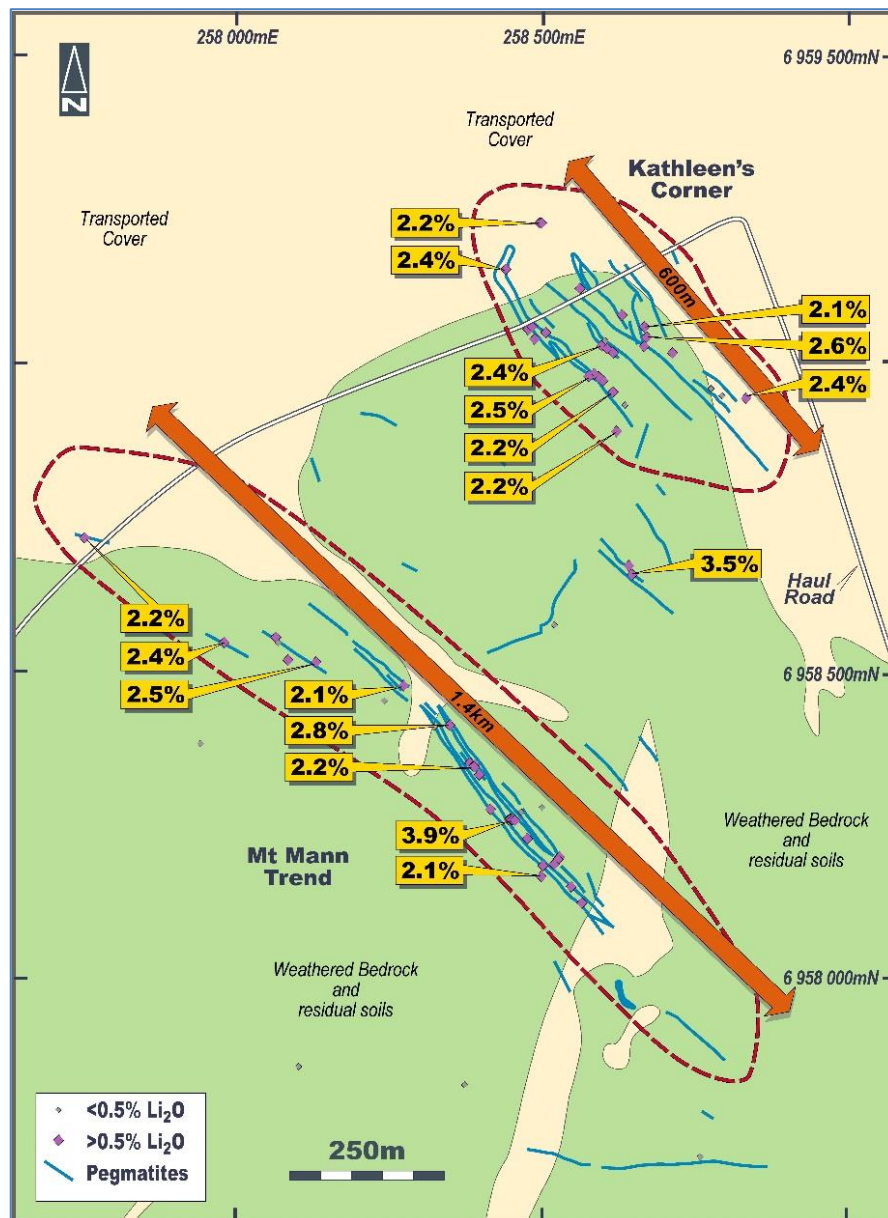 258 000mE
258 500mE
6 959 500mN
N
Transported
Cover
Transported
Cover
Kathleen's
Corner
2.2%
2.4%
600m
2.1%
2.6%
2.4%
2.4%
2.5%
2.2%
2.2%
3.5%
Haul
Road
2.2%
2.4%
2.5%
6 958 500mN
2.1%
1.4km
2.8%
2.2%
3.9%
2.1%
Mt Mann
Trend
Weathered Bedrock
and
residual soils
Weathered Bedrock
and
residual soils
6 958 000mN
<0.5% Li₂O
>0.5% Li₂O
Pegmatites
250m